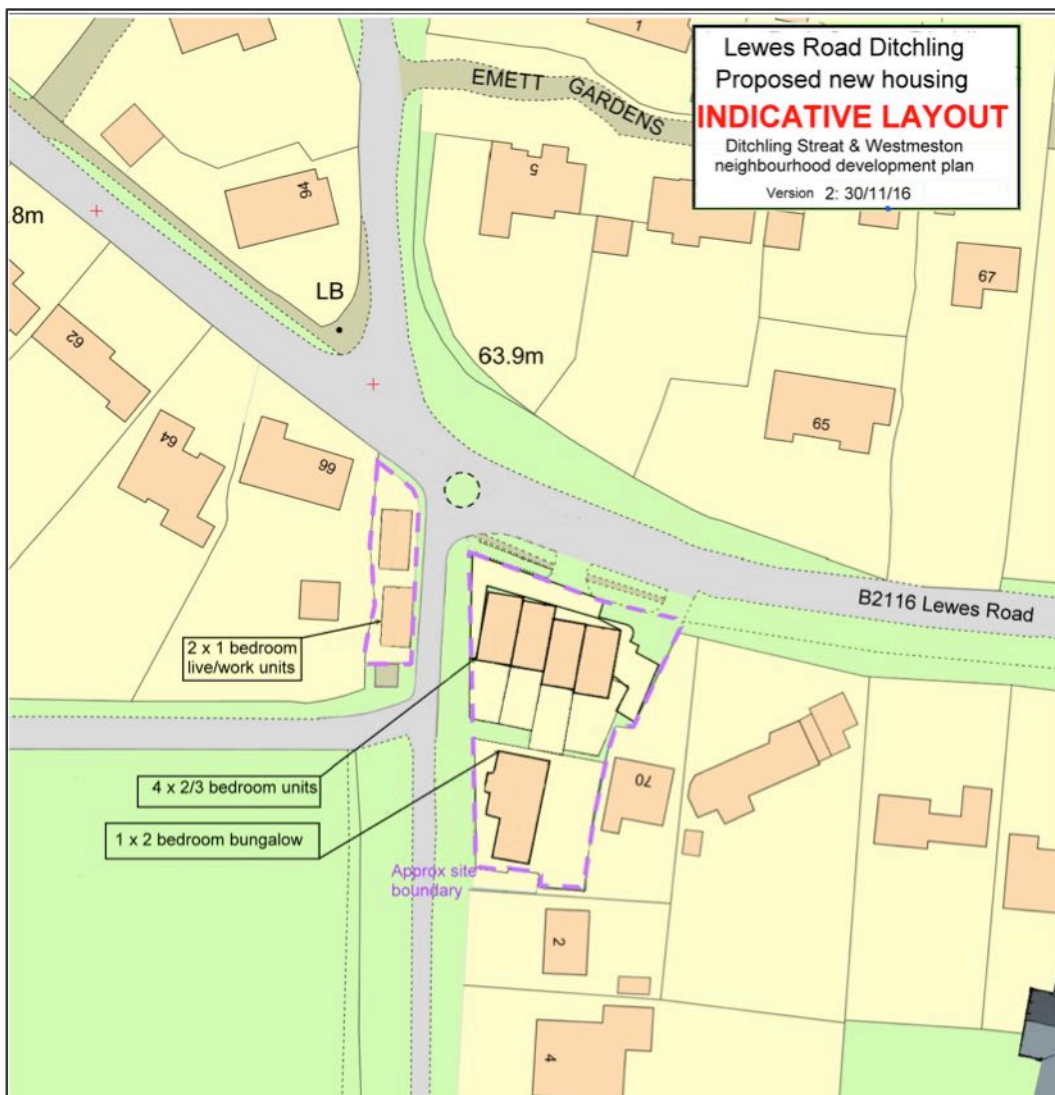 Lewes Road Ditchling
Proposed new housing
INDICATIVE LAYOUT
Ditchling Streat & Westmeston
neighbourhood development plan
Version 2: 30/11/16
1
EMETT GARDENS
5
94
.8m
LB
67
62
63.9m
65
64
66
B2116 Lewes Road
2 x 1 bedroom
live/work units
4 x 2/3 bedroom units
70
1 x 2 bedroom bungalow
Approx site
boundary
2
4